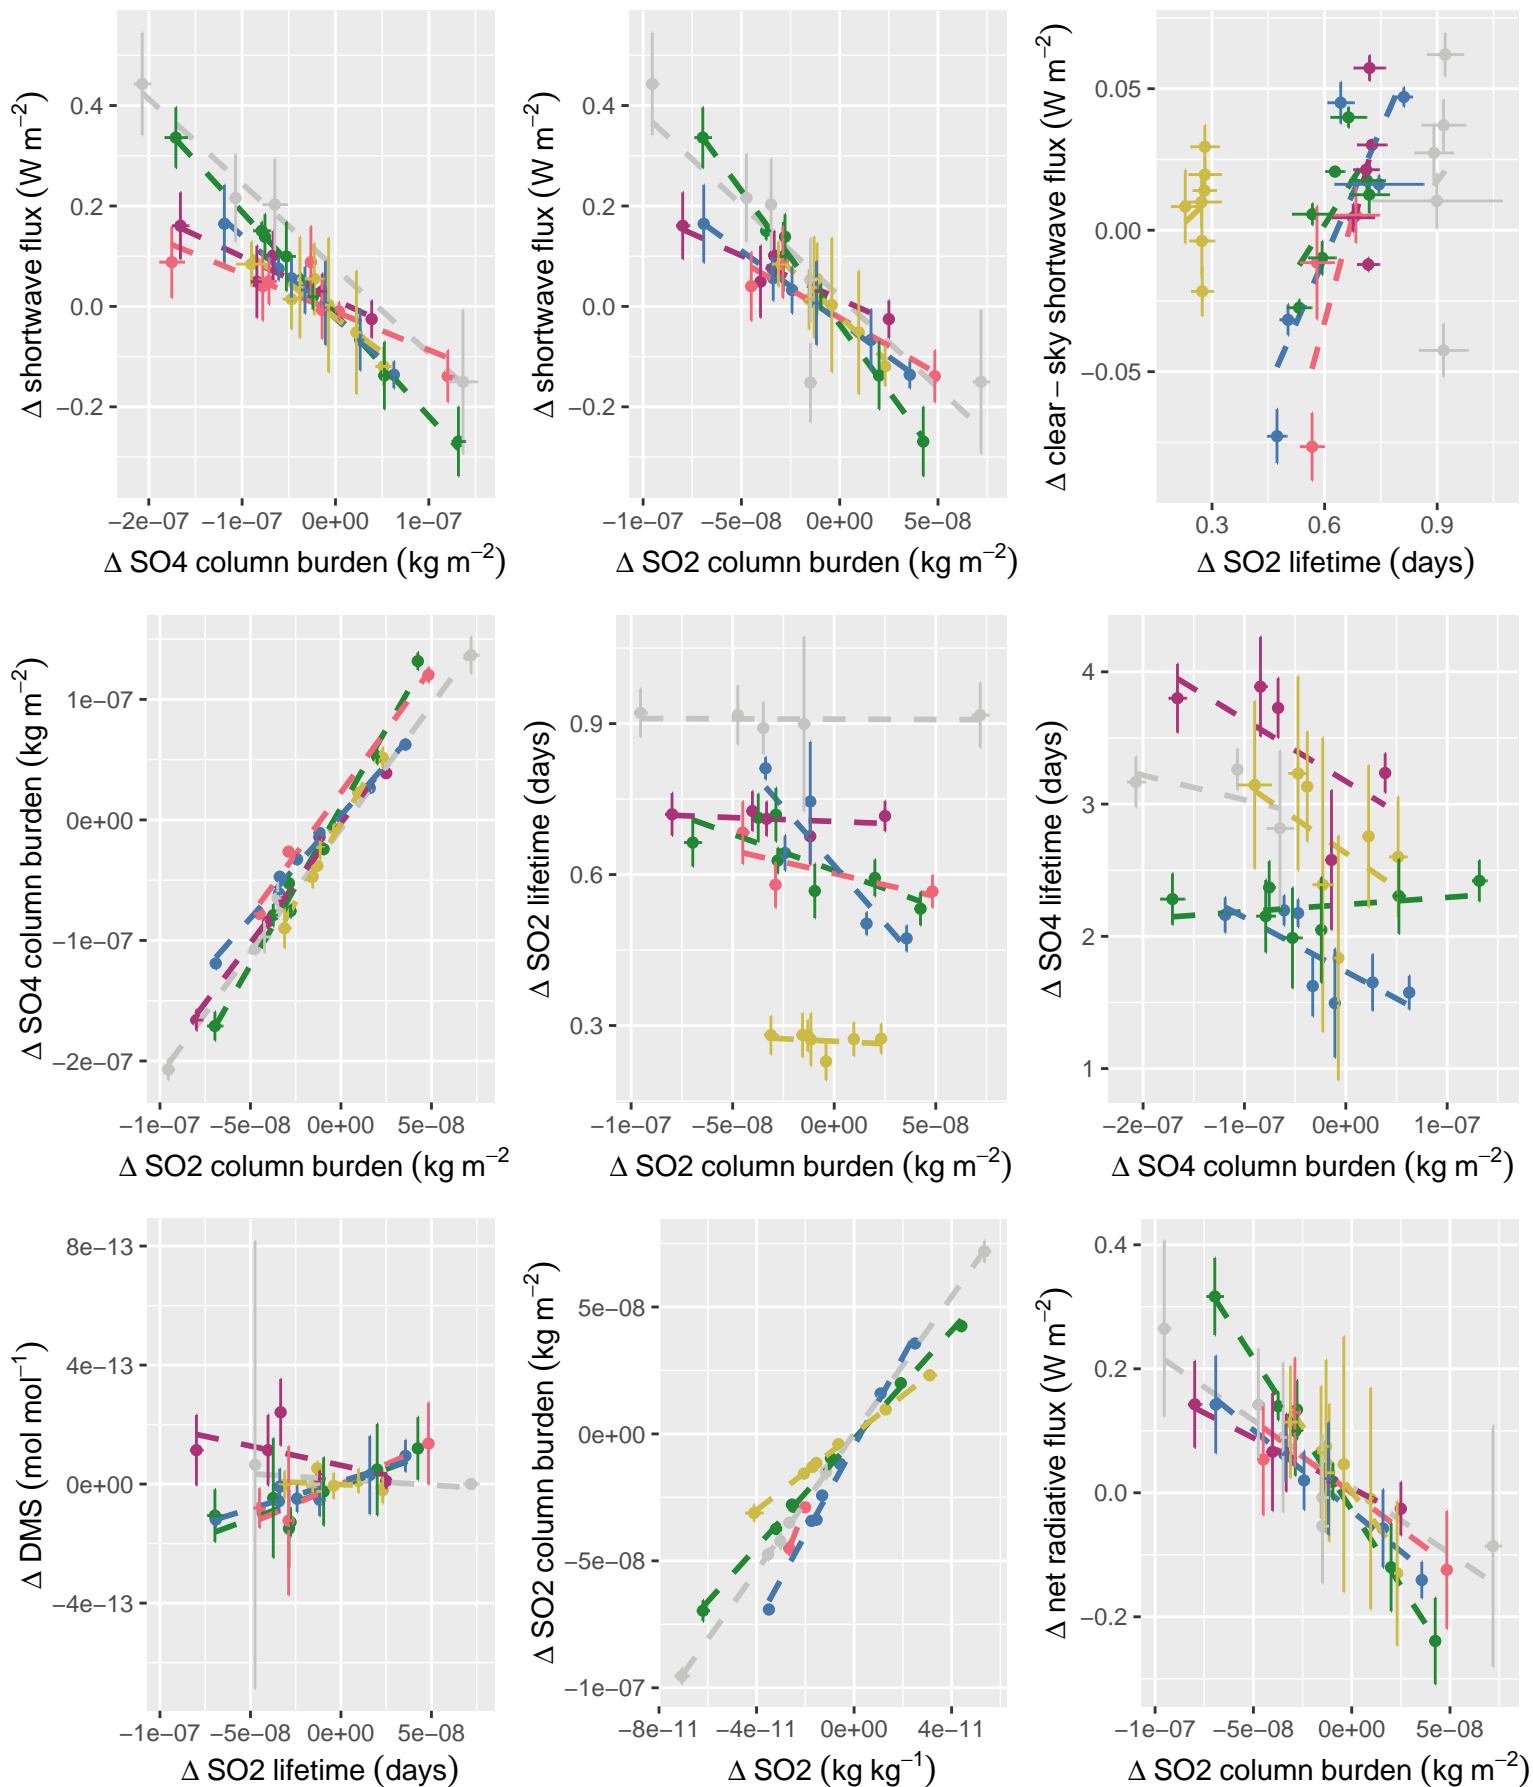 Δ shortwave flux (W m−2)
0.4
0.2
0.0
−0.2
−2e−07 −1e−07 0e+00 1e−07
Δ SO4 column burden (kg m−2)
Δ shortwave flux (W m−2)
0.4
0.2
0.0
−0.2
−1e−07 −5e−08 0e+00 5e−08
Δ SO2 column burden (kg m−2)
Δ clear − sky shortwave flux (W m−2)
0.05
0.00
−0.05
0.3 0.6 0.9
Δ SO2 lifetime (days)
Δ SO4 column burden (kg m−2)
1e−07
0e+00
−1e−07
−2e−07
−1e−07 −5e−08 0e+00 5e−08
Δ SO2 column burden (kg m−2
Δ SO2 lifetime (days)
0.9
0.6
0.3
−1e−07 −5e−08 0e+00 5e−08
Δ SO2 column burden (kg m−2)
Δ SO4 lifetime (days)
4
3
2
1
−2e−07 −1e−07 0e+00 1e−07
Δ SO4 column burden (kg m−2)
Δ DMS (mol mol−1)
8e−13
4e−13
0e+00
−4e−13
−1e−07 −5e−08 0e+00 5e−08
Δ SO2 lifetime (days)
Δ SO2 column burden (kg m−2)
5e−08
0e+00
−5e−08
−1e−07
−8e−11 −4e−11 0e+00 4e−11
Δ SO2 (kg kg−1)
Δ net radiative flux (W m−2)
0.4
0.2
0.0
−0.2
−1e−07 −5e−08 0e+00 5e−08
Δ SO2 column burden (kg m−2)